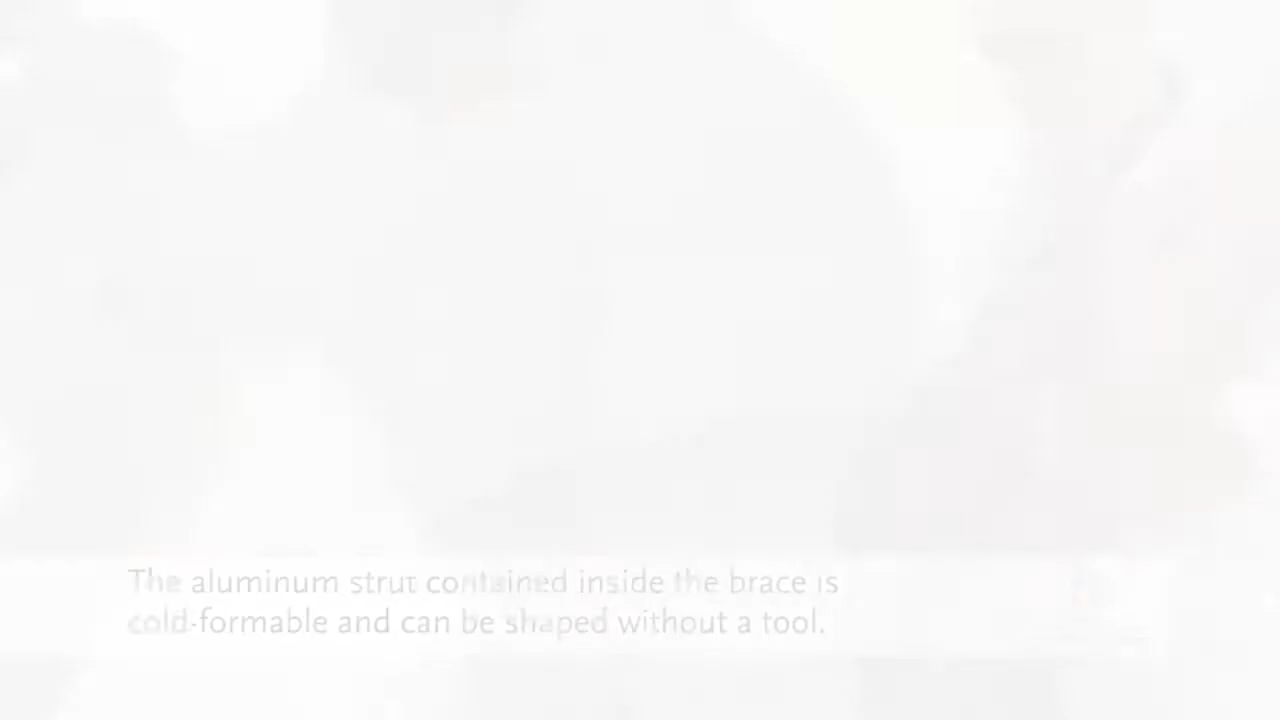 The aluminum strut contained inside the brace is
cold-formable and can be shaped without a tool.